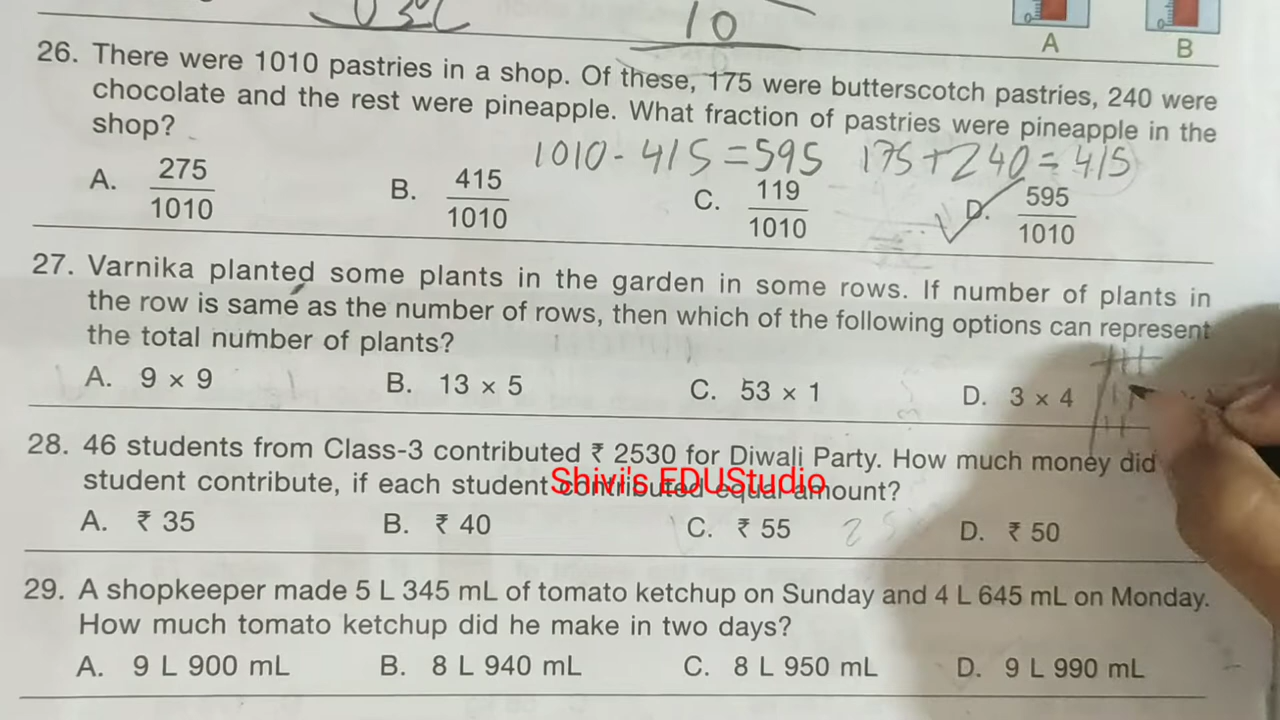 10
A
B
26. There were 1010 pastries in a shop. Of these, 175 were butterscotch pastries, 240 were
chocolate and the rest were pineapple. What fraction of pastries were pineapple in the
shop?
1010 - 415 = 595 175 + 240 = 415
A. 275/1010 B. 415/1010 C. 119/1010 D. 595/1010
27. Varnika planted some plants in the garden in some rows. If number of plants in
the row is same as the number of rows, then which of the following options can represent
the total number of plants?
A. 9 × 9 B. 13 × 5 C. 53 × 1 D. 3 × 4
28. 46 students from Class-3 contributed ₹ 2530 for Diwali Party. How much money did
student contribute, if each student contributed equal amount?
Shivi's EDUStudio
A. ₹ 35 B. ₹ 40 C. ₹ 55 D. ₹ 50
29. A shopkeeper made 5 L 345 mL of tomato ketchup on Sunday and 4 L 645 mL on Monday.
How much tomato ketchup did he make in two days?
A. 9 L 900 mL B. 8 L 940 mL C. 8 L 950 mL D. 9 L 990 mL